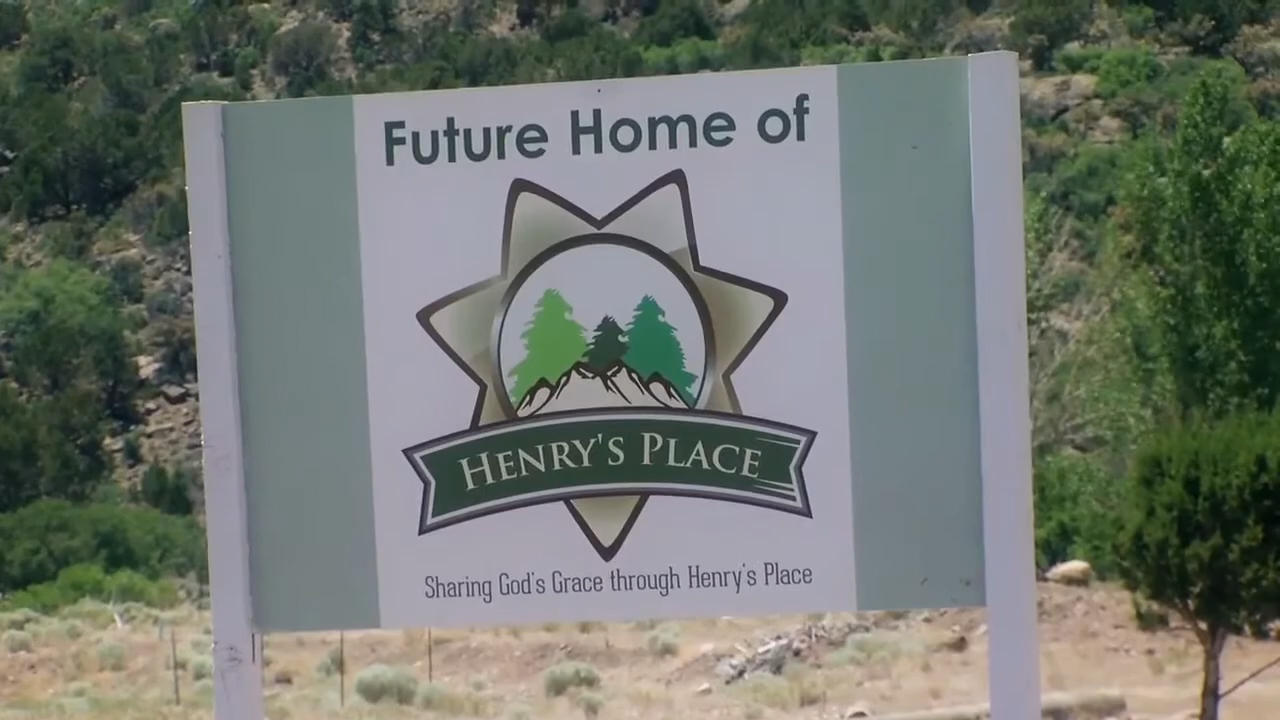 Future Home of
HENRY'S PLACE
Sharing God's Grace through Henry's Place